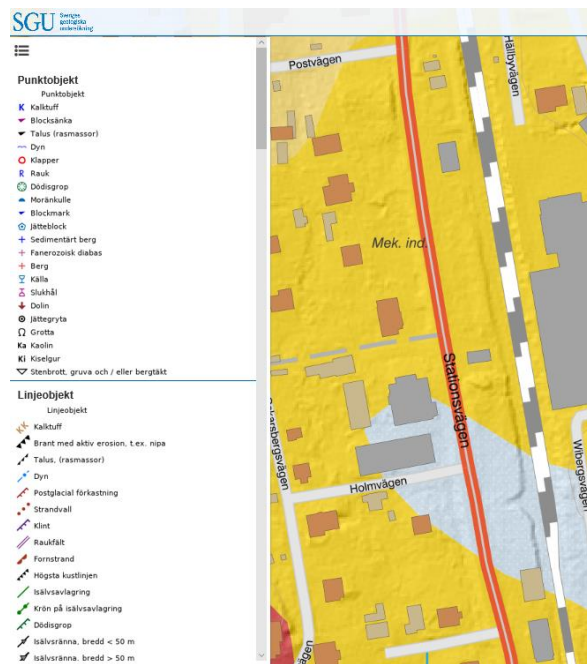 SGU
Sveriges
geologiska
undersökning
Punktobjekt
Punktobjekt
K Kalktuff
Blocksänka
Talus (rasmassor)
Dyn
Klapper
R Rauk
Dödisgrop
Moränkulle
Blockmark
Jätteblock
Sedimentärt berg
Fanerozoisk diabas
Berg
Källa
Slukhål
Dolin
Jättegryta
Grotta
Ka Kaolin
Ki Kiselgur
Stenbrott, gruva och / eller bergtäkt
Linjeobjekt
Linjeobjekt
Kalktuff
Brant med aktiv erosion, t.ex. nipa
Talus, (rasmassor)
Dyn
Postglacial förkastning
Strandvall
Klint
Raukfält
Fornstrand
Högsta kustlinjen
Isälvsavlagring
Krön på isälvsavlagring
Dödisgrop
Isälvsränna, bredd < 50 m
Isälvsränna, bredd > 50 m
Postvägen
Hällbyvägen
Mek. ind.
Stationsvägen
Holmvägen
Wibergsvägen